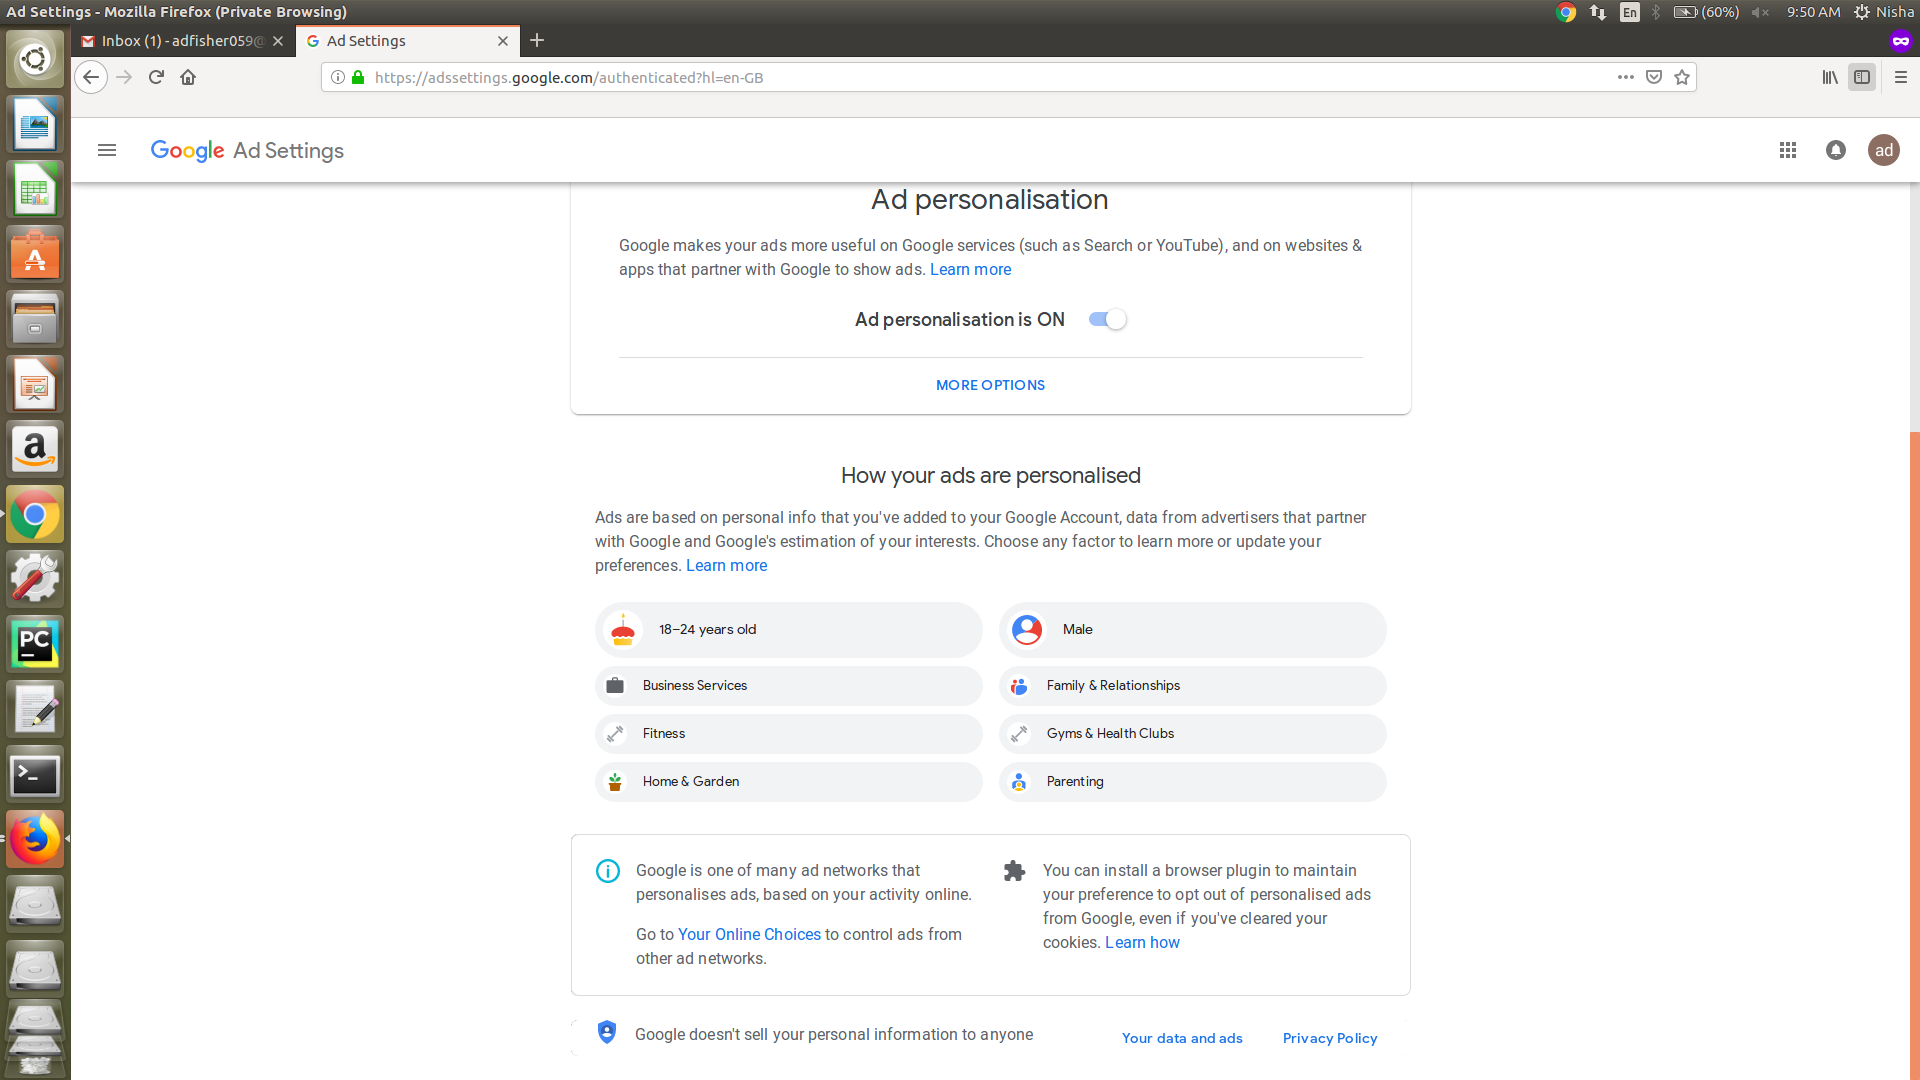 Ad Settings - Mozilla Firefox (Private Browsing)
En
(60%)
9:50 AM
Nisha
Inbox (1) - adfisher059@
Ad Settings
https://adssettings.google.com/authenticated?hl=en-GB
Google Ad Settings
ad
Ad personalisation
Google makes your ads more useful on Google services (such as Search or YouTube), and on websites &
apps that partner with Google to show ads. Learn more
Ad personalisation is ON
MORE OPTIONS
How your ads are personalised
Ads are based on personal info that you've added to your Google Account, data from advertisers that partner
with Google and Google's estimation of your interests. Choose any factor to learn more or update your
preferences. Learn more
18–24 years old
Male
Business Services
Family & Relationships
Fitness
Gyms & Health Clubs
Home & Garden
Parenting
Google is one of many ad networks that
personalises ads, based on your activity online.
Go to Your Online Choices to control ads from
other ad networks.
You can install a browser plugin to maintain
your preference to opt out of personalised ads
from Google, even if you've cleared your
cookies. Learn how
Google doesn't sell your personal information to anyone
Your data and ads
Privacy Policy
A
a
PC
>_